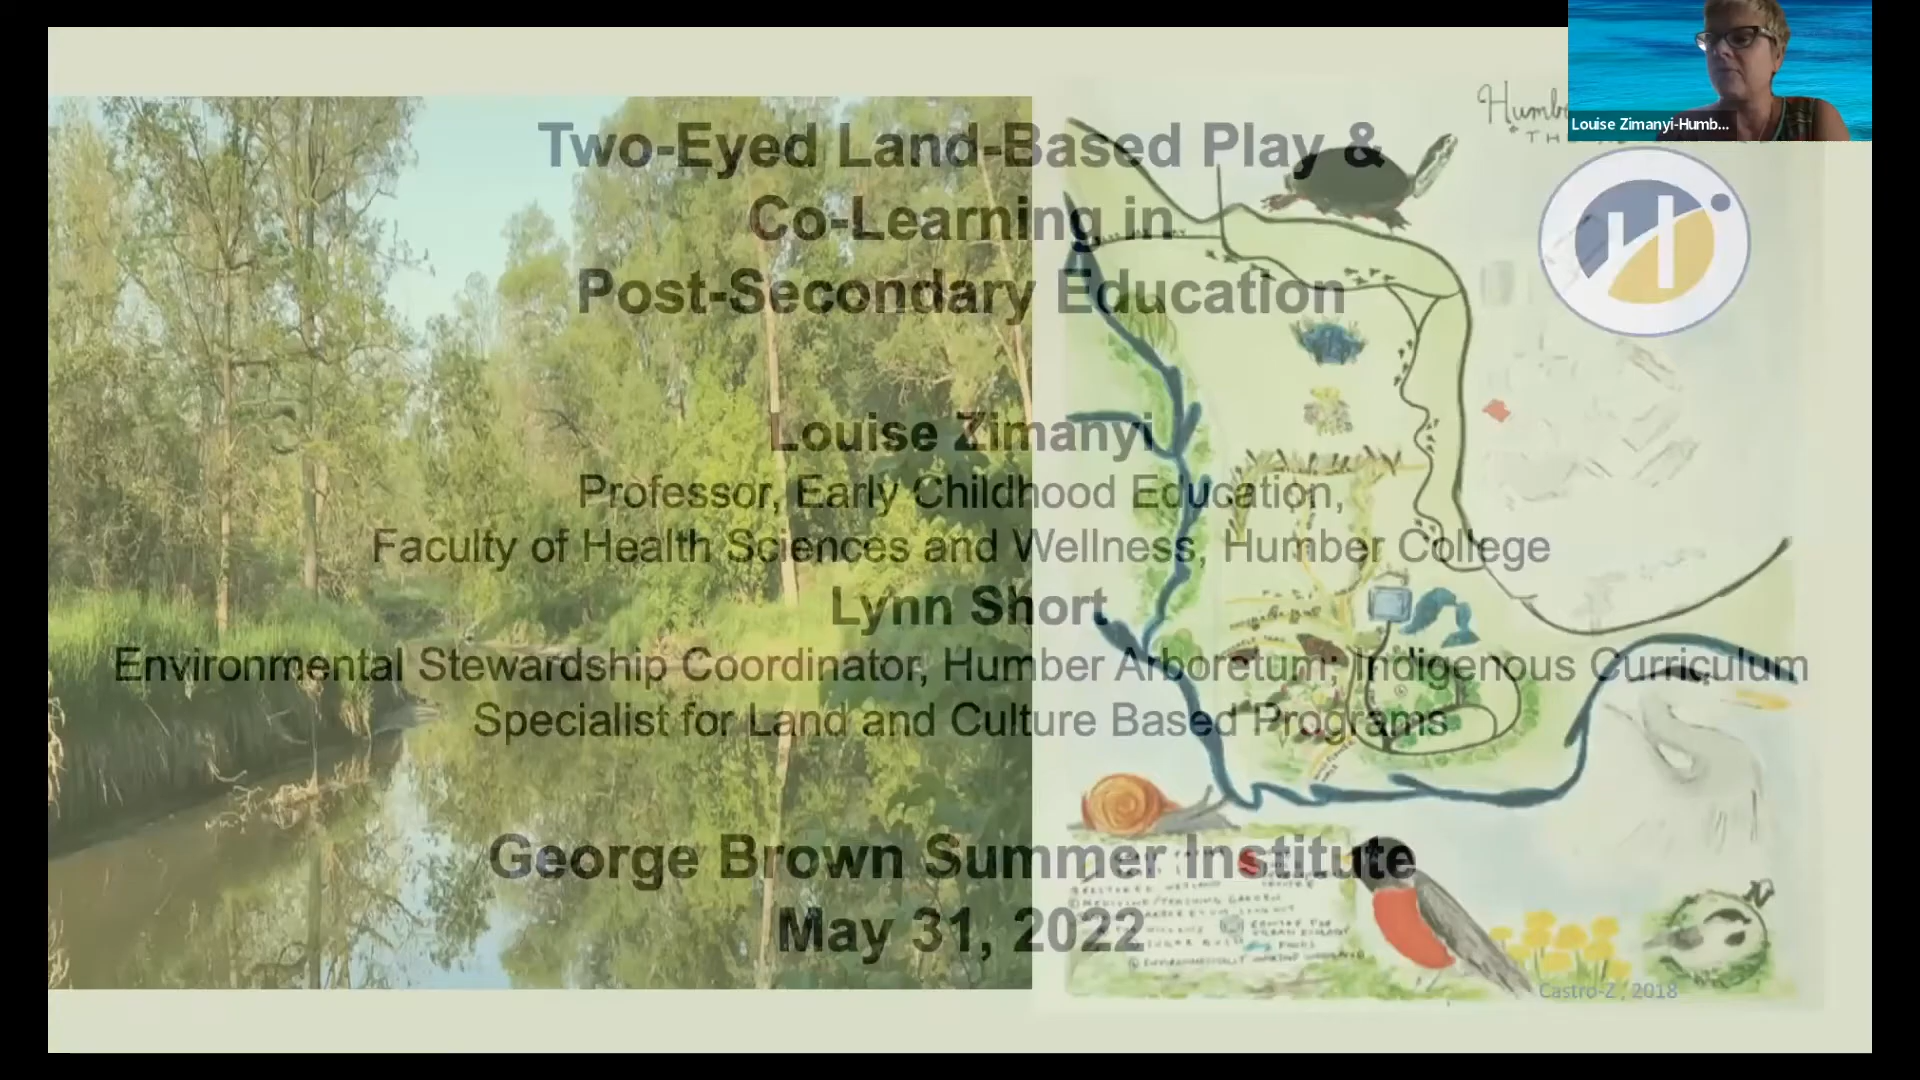 Humb
TH
Louise Zimanyi-Humb...
Two-Eyed Land-Based Play &
Co-Learning in
Post-Secondary Education
Louise Zimanyi
Professor, Early Childhood Education,
Faculty of Health Sciences and Wellness, Humber College
Lynn Short
Environmental Stewardship Coordinator, Humber Arboretum, Indigenous Curriculum
Specialist for Land and Culture Based Programs
George Brown Summer Institute
May 31, 2022
Castro-Z, 2018